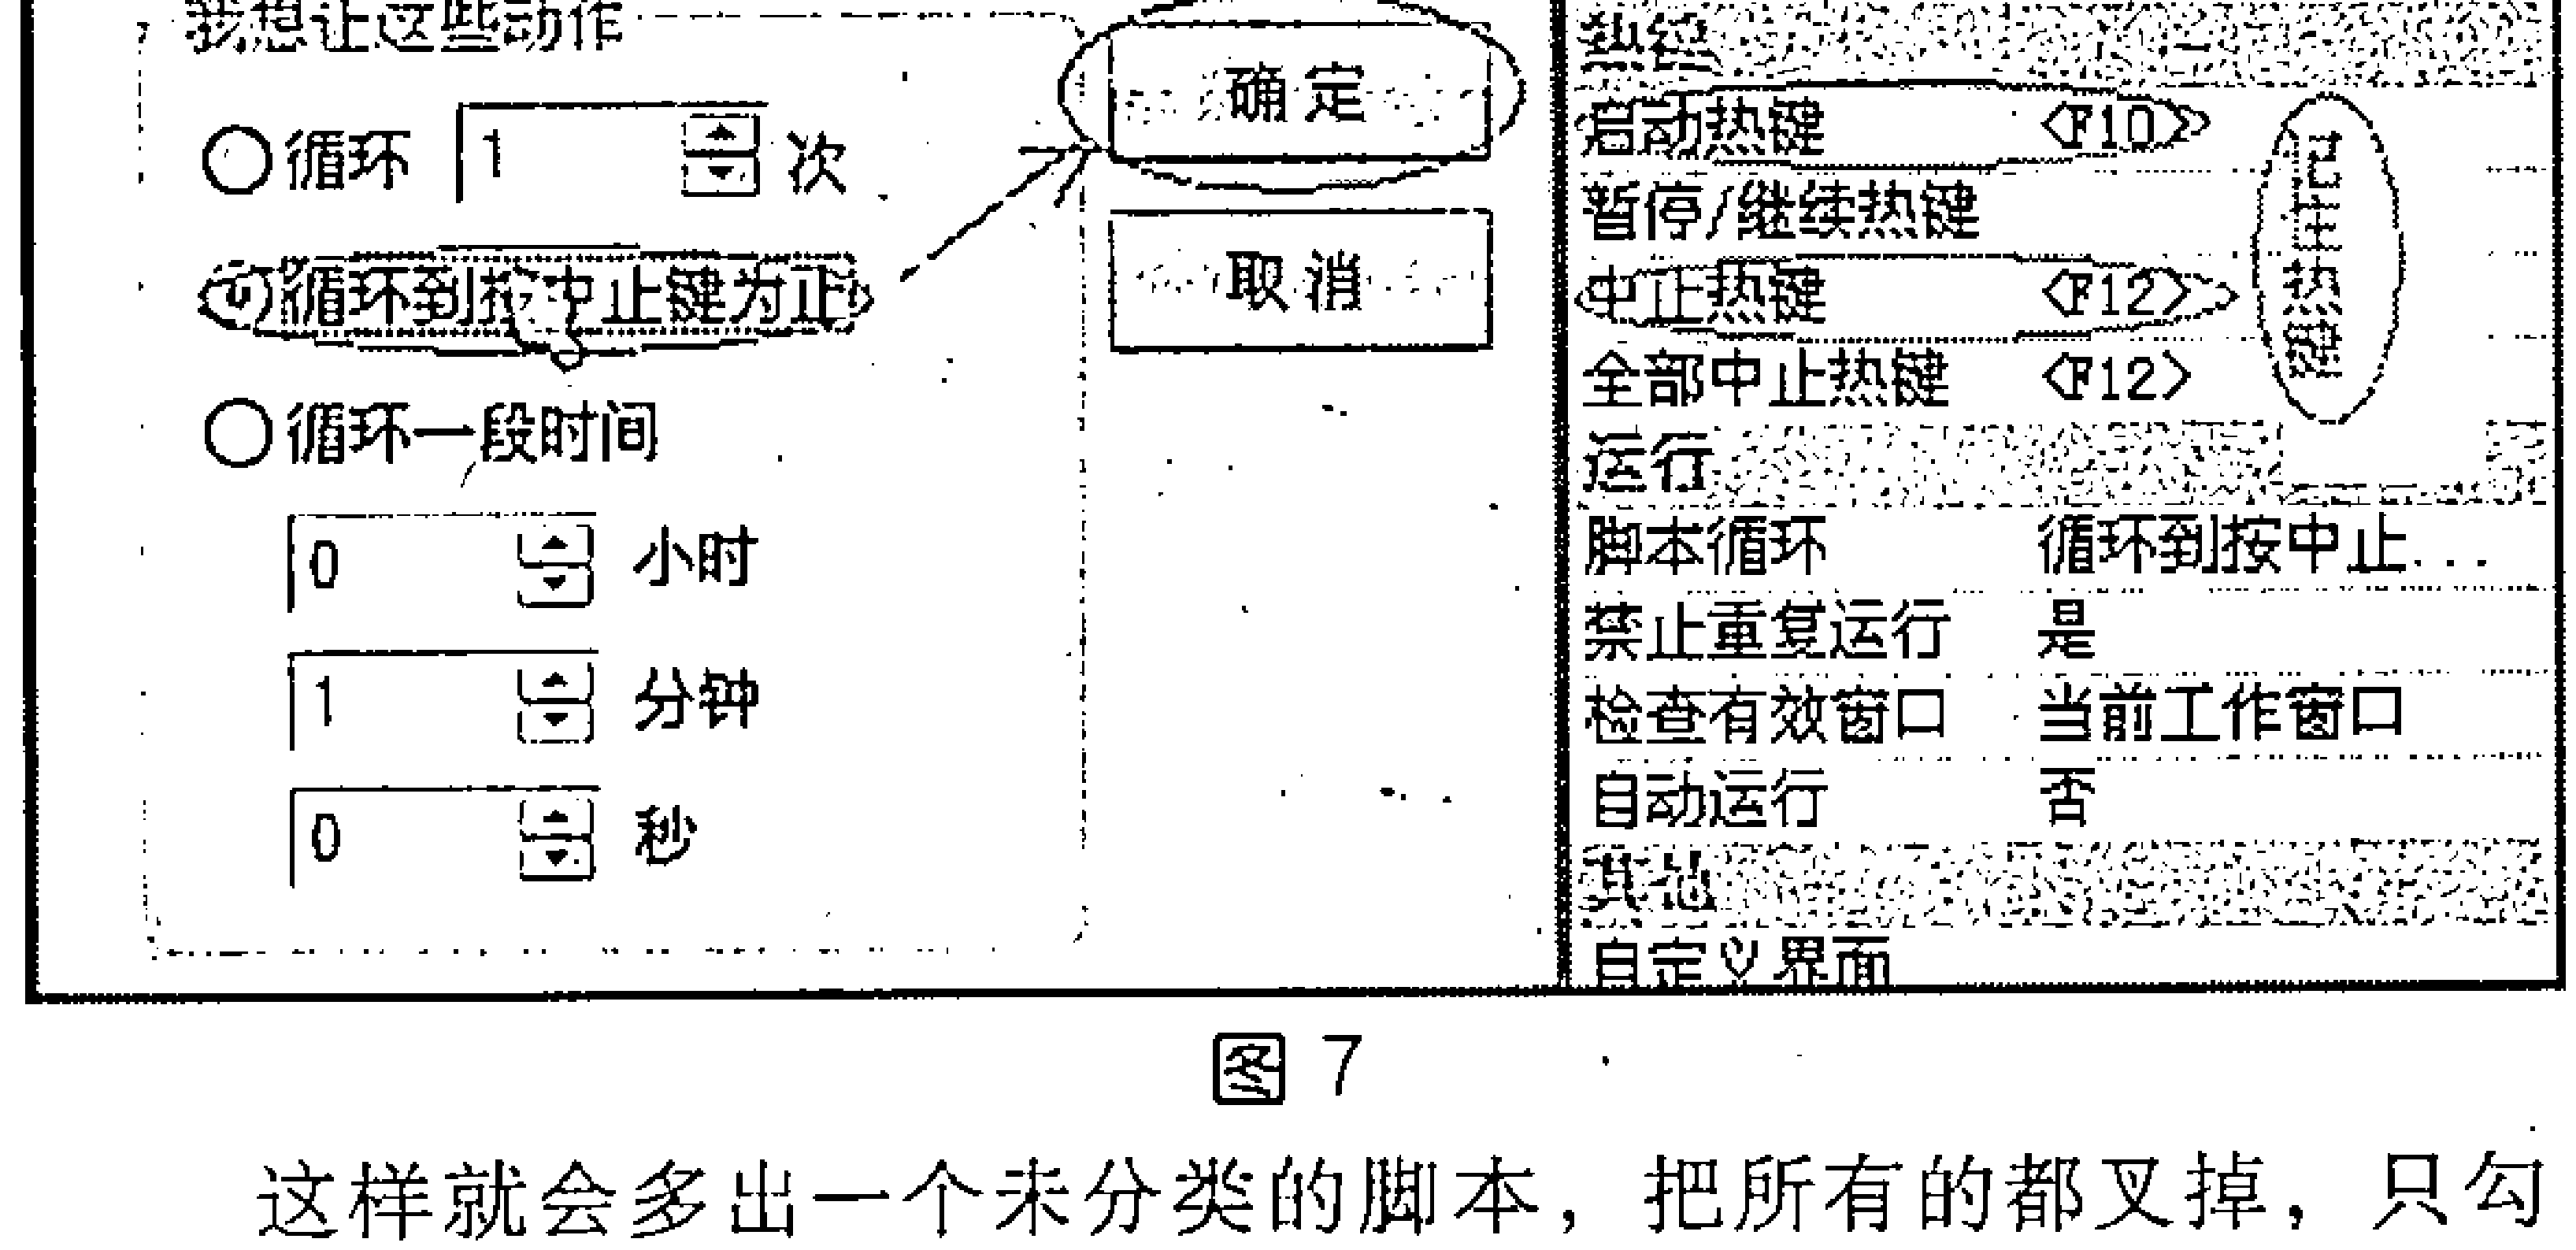 我想让这些动作
循环 1 次
循环到按中止键为止
循环一段时间
0 小时
1 分钟
0 秒
确定
取消
热键
启动热键 <F10>
暂停/继续热键
中止热键 <F12>
全部中止热键 <F12>
记住热键
运行
脚本循环 循环到按中止...
禁止重复运行 是
检查有效窗口 当前工作窗口
自动运行 否
其他
自定义界面
图 7
这样就会多出一个未分类的脚本，把所有的都叉掉，只勾